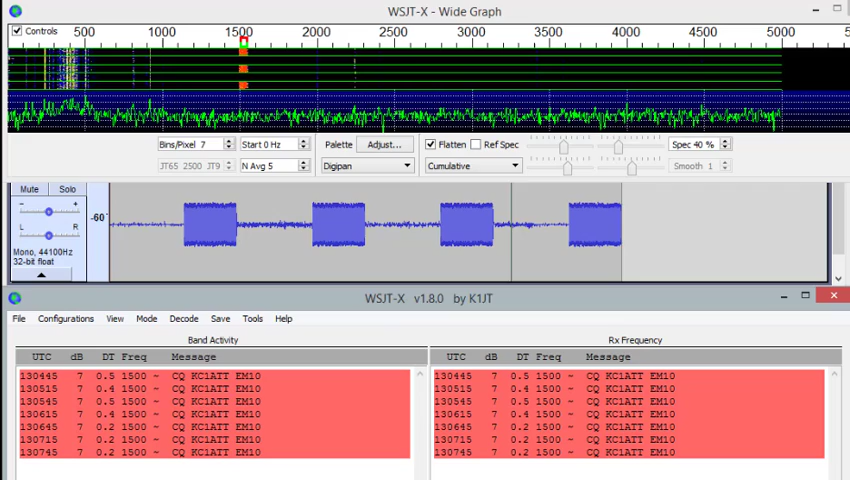 WSJT-X - Wide Graph
Controls 500 1000 1500 2000 2500 3000 3500 4000 4500 5000
Bins/Pixel 7 Start 0 Hz Palette Adjust... Flatten Ref Spec Spec 40 %
JT65 2500 JT9 N Avg 5 Digipan Cumulative Smooth 1
Mute Solo
- +
L R
-60
Mono, 44100Hz
32-bit float
WSJT-X v1.8.0 by K1JT
File Configurations View Mode Decode Save Tools Help
Band Activity Rx Frequency
UTC dB DT Freq Message UTC dB DT Freq Message
130445 7 0.5 1500 ~ CQ KC1ATT EM10 130445 7 0.5 1500 ~ CQ KC1ATT EM10
130515 7 0.4 1500 ~ CQ KC1ATT EM10 130515 7 0.4 1500 ~ CQ KC1ATT EM10
130545 7 0.5 1500 ~ CQ KC1ATT EM10 130545 7 0.5 1500 ~ CQ KC1ATT EM10
130615 7 0.4 1500 ~ CQ KC1ATT EM10 130615 7 0.4 1500 ~ CQ KC1ATT EM10
130645 7 0.2 1500 ~ CQ KC1ATT EM10 130645 7 0.2 1500 ~ CQ KC1ATT EM10
130715 7 0.2 1500 ~ CQ KC1ATT EM10 130715 7 0.2 1500 ~ CQ KC1ATT EM10
130745 7 0.2 1500 ~ CQ KC1ATT EM10 130745 7 0.2 1500 ~ CQ KC1ATT EM10